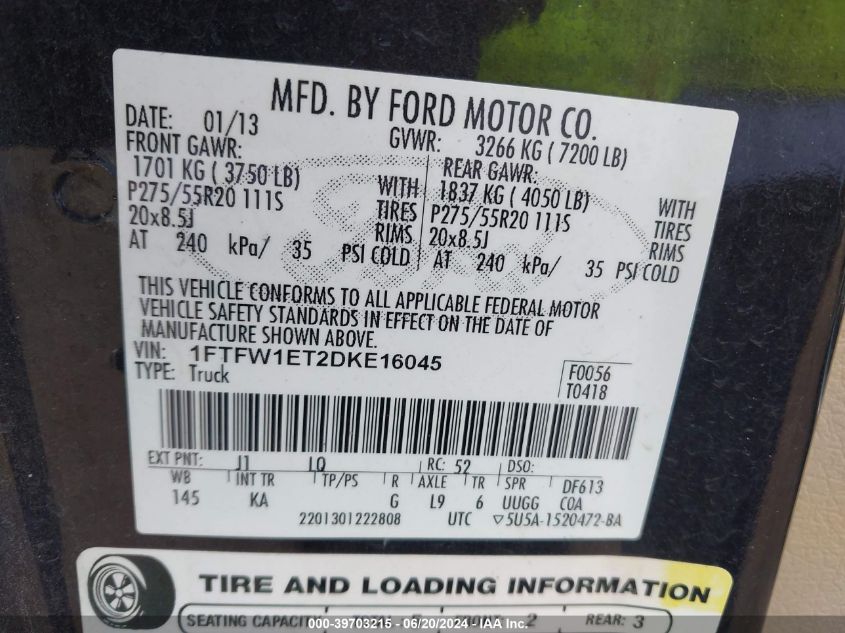 MFD. BY FORD MOTOR CO.
DATE: 01/13 GVWR: 3266 KG ( 7200 LB)
FRONT GAWR: REAR GAWR:
1701 KG ( 3750 LB) WITH 1837 KG ( 4050 LB) WITH
P275/55R20 111S TIRES P275/55R20 111S TIRES
20x8.5J RIMS 20x8.5J RIMS
AT 240 kPa/ 35 PSI COLD AT 240 kPa/ 35 PSI COLD
THIS VEHICLE CONFORMS TO ALL APPLICABLE FEDERAL MOTOR
VEHICLE SAFETY STANDARDS IN EFFECT ON THE DATE OF
MANUFACTURE SHOWN ABOVE.
VIN: 1FTFW1ET2DKE16045
TYPE: Truck
F0056
T0418
EXT PNT: J1 LQ RC: 52 DSO:
WB INT TR TP/PS R AXLE TR SPR DF613
145 KA G L9 6 UUGG COA
2201301222808 UTC ▽5U5A-1520472-BA
TIRE AND LOADING INFORMATION
SEATING CAPACITY 5 2 REAR: 3
000-39703215 - 06/20/2024 - IAA Inc.